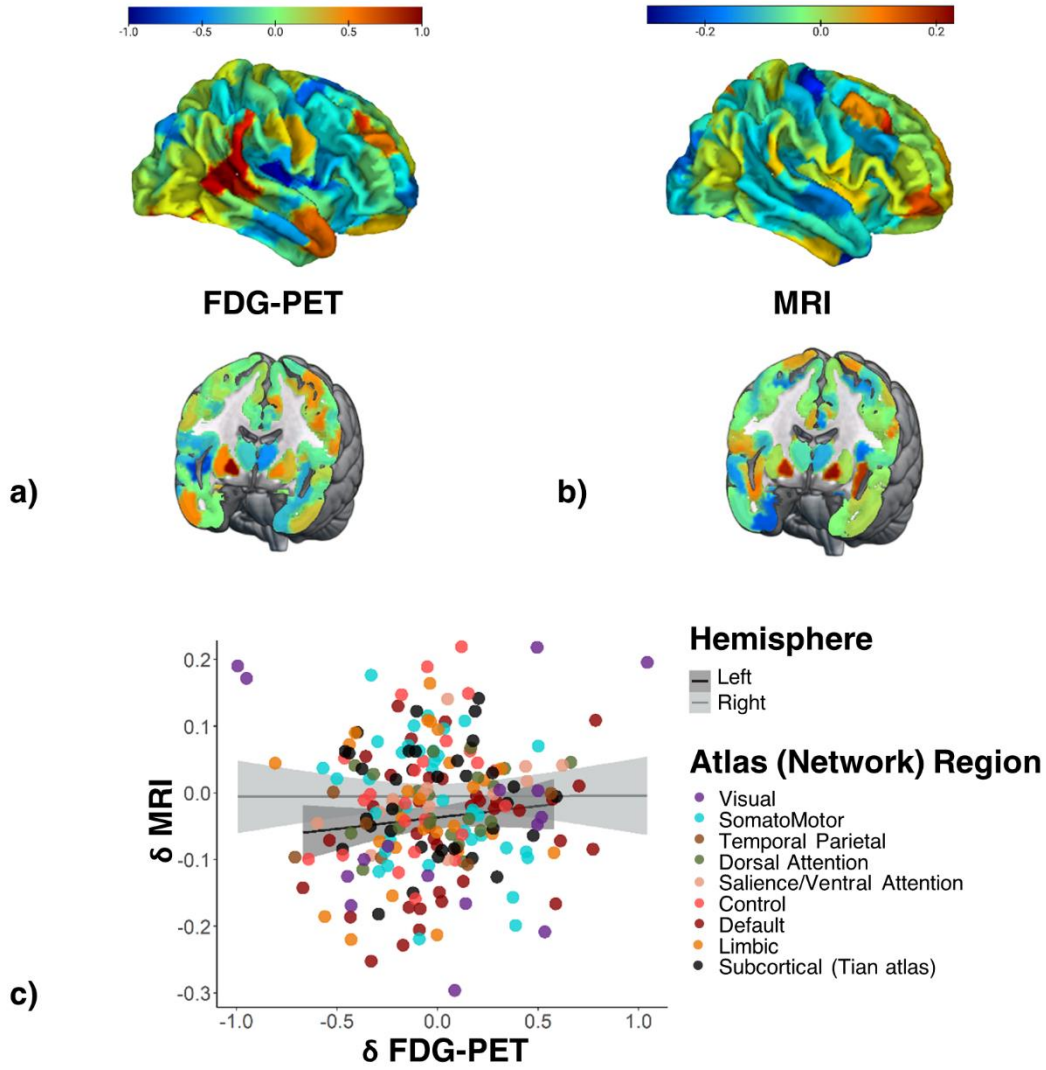 -1.0 -0.5 0.0 0.5 1.0
-0.2 0.0 0.2
FDG-PET
MRI
a)
b)
Hemisphere
Left
Right
Atlas (Network) Region
Visual
SomatoMotor
Temporal Parietal
Dorsal Attention
Salience/Ventral Attention
Control
Default
Limbic
Subcortical (Tian atlas)
δ MRI
0.2
0.1
0.0
-0.1
-0.2
-0.3
c)
-1.0 -0.5 0.0 0.5 1.0
δ FDG-PET